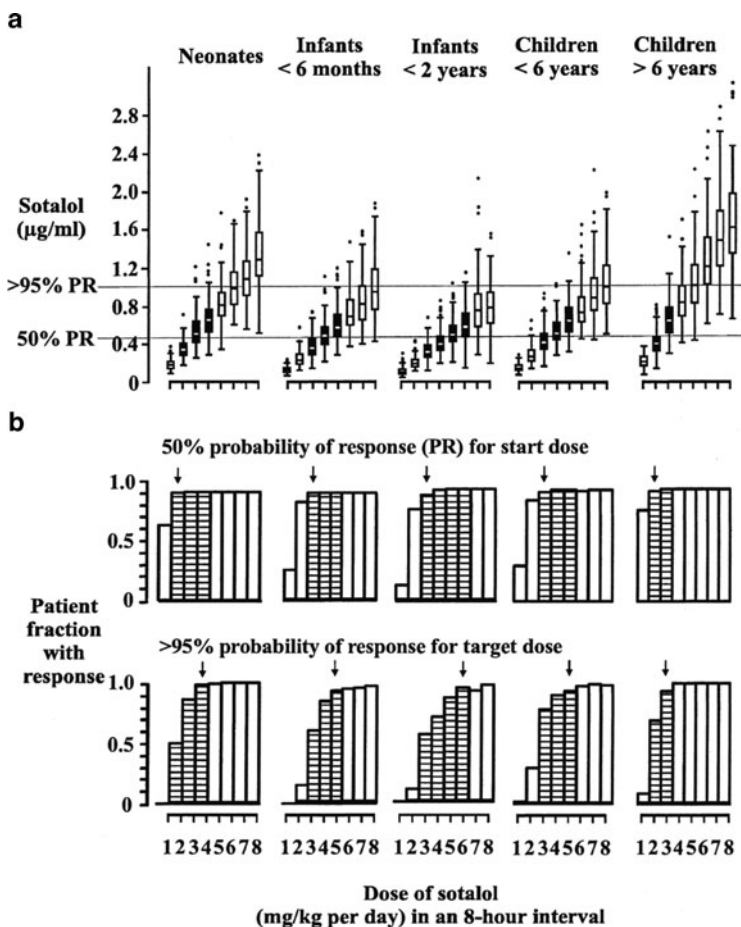 a
Neonates
Infants
< 6 months
Infants
< 2 years
Children
< 6 years
Children
> 6 years
2.8
2.4
2.0
1.6
1.2
0.8
0.4
0
Sotalol
(µg/ml)
>95% PR
50% PR
b
50% probability of response (PR) for start dose
1.0
0.5
0
Patient
fraction
with
response
>95% probability of response for target dose
1.0
0.5
0
12345678 12345678 12345678 12345678 12345678
Dose of sotalol
(mg/kg per day) in an 8-hour interval